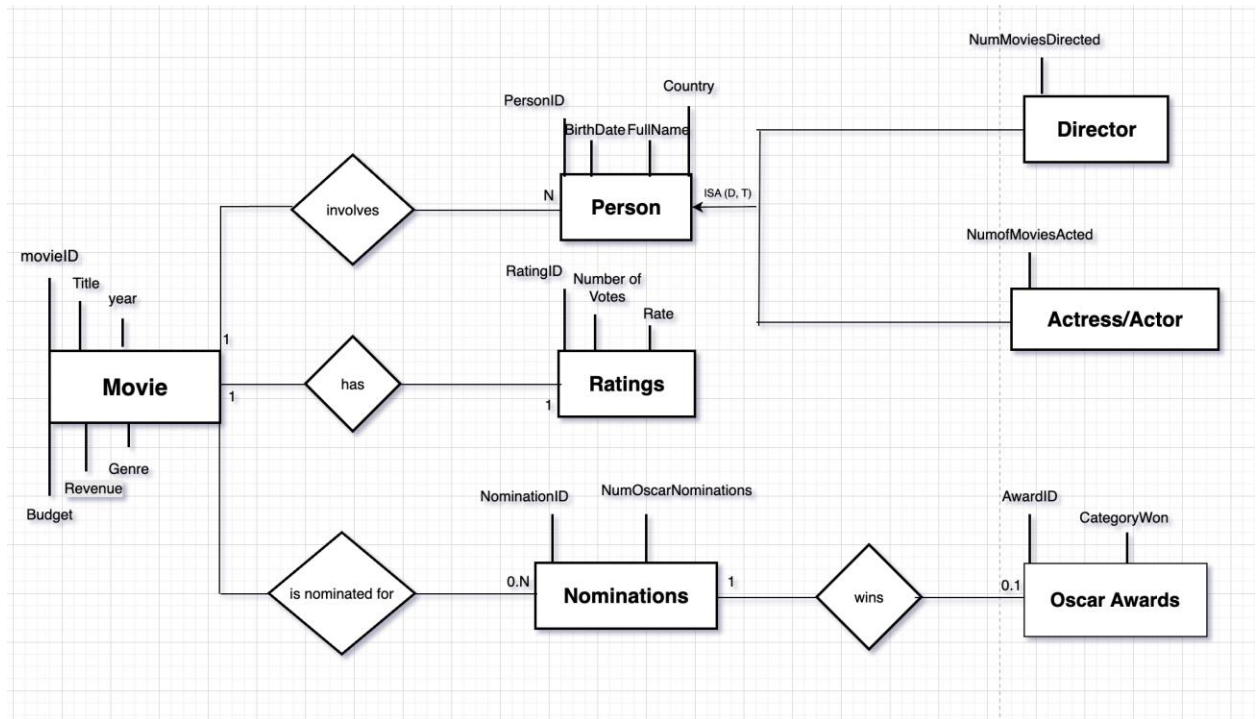 NumMoviesDirected
Director
Country
PersonID
BirthDate FullName
N
Person
ISA (D, T)
involves
NumofMoviesActed
Actress/Actor
movieID
Title
year
1
Movie
1
Budget
Revenue
Genre
RatingID
Number of
Votes
Rate
has
1
Ratings
is nominated for
NominationID
NumOscarNominations
0.N
Nominations
1
wins
AwardID
CategoryWon
0.1
Oscar Awards